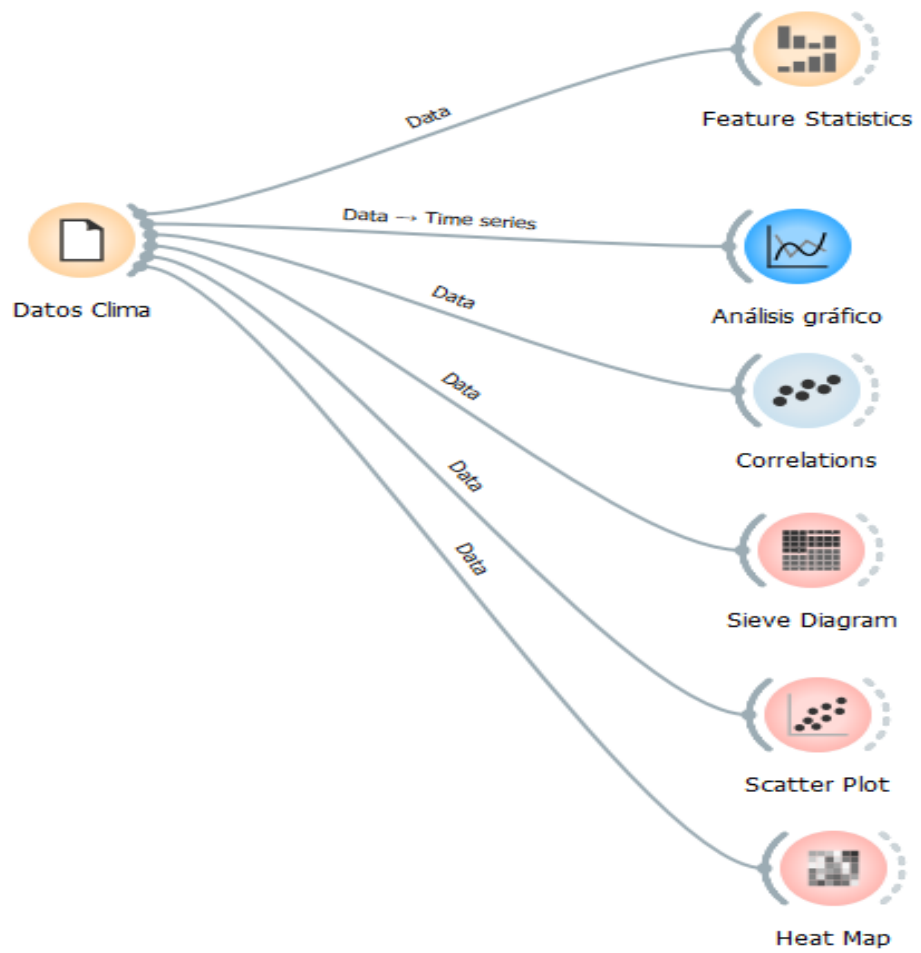 Data
Feature Statistics
Data → Time series
Datos Clima
Análisis gráfico
Data
Correlations
Data
Sieve Diagram
Data
Scatter Plot
Data
Heat Map